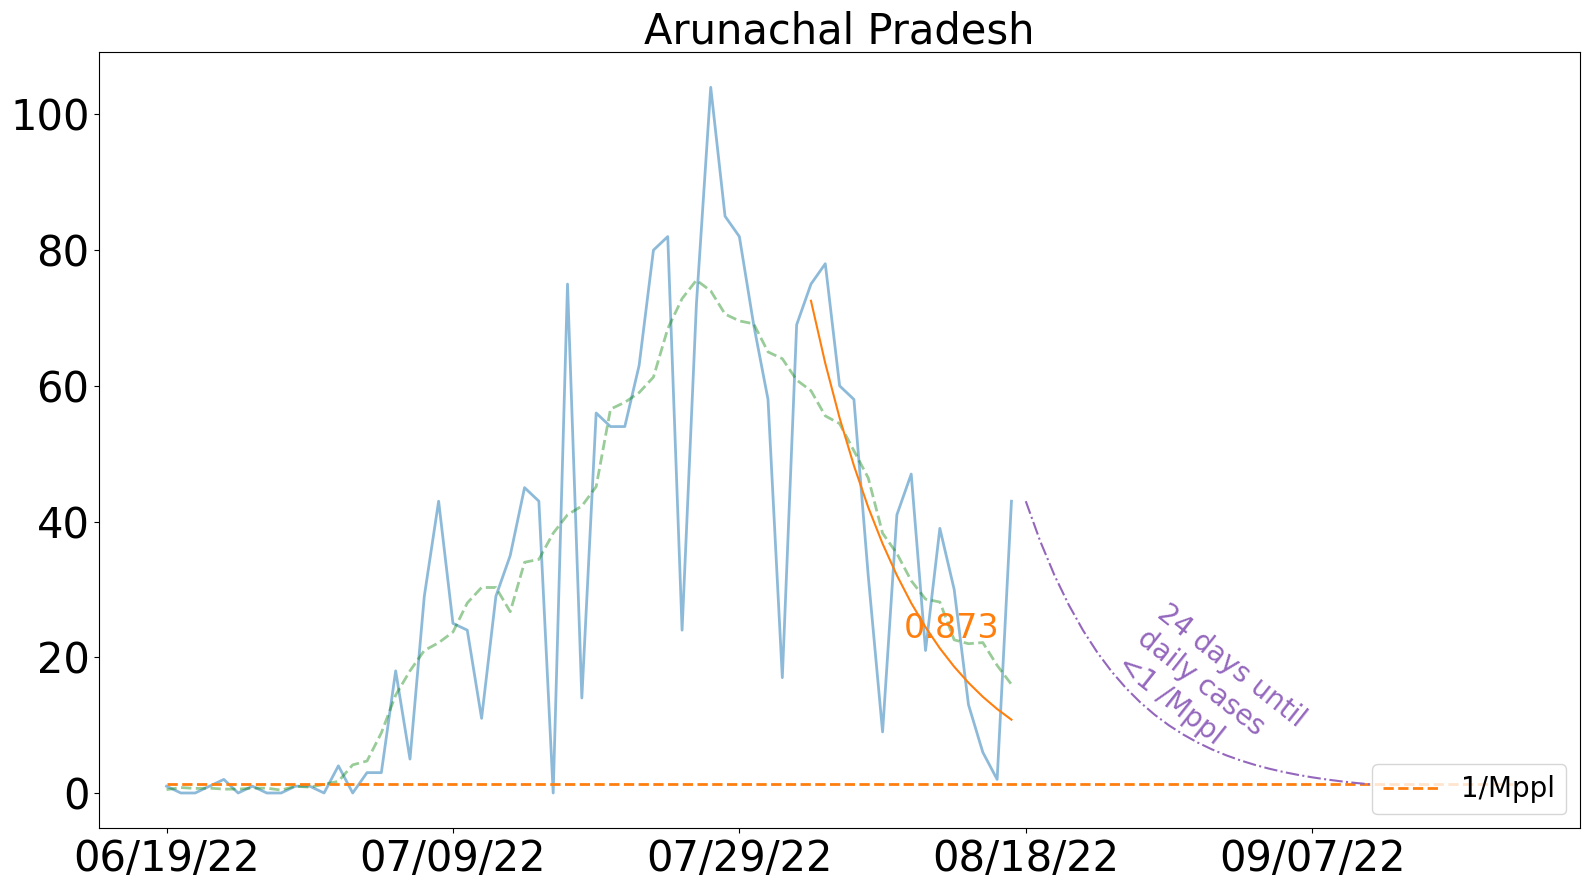 Arunachal Pradesh
100
80
60
40
20
0
0.873
24 days until
daily cases
<1 /Mppl
1/Mppl
06/19/22
07/09/22
07/29/22
08/18/22
09/07/22